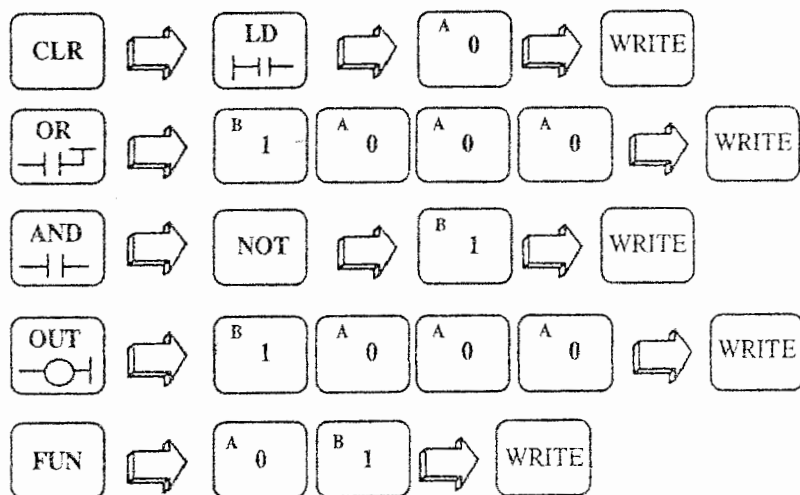 CLR LD A 0 WRITE
OR B 1 A 0 A 0 A 0 WRITE
AND NOT B 1 WRITE
OUT B 1 A 0 A 0 A 0 WRITE
FUN A 0 B 1 WRITE